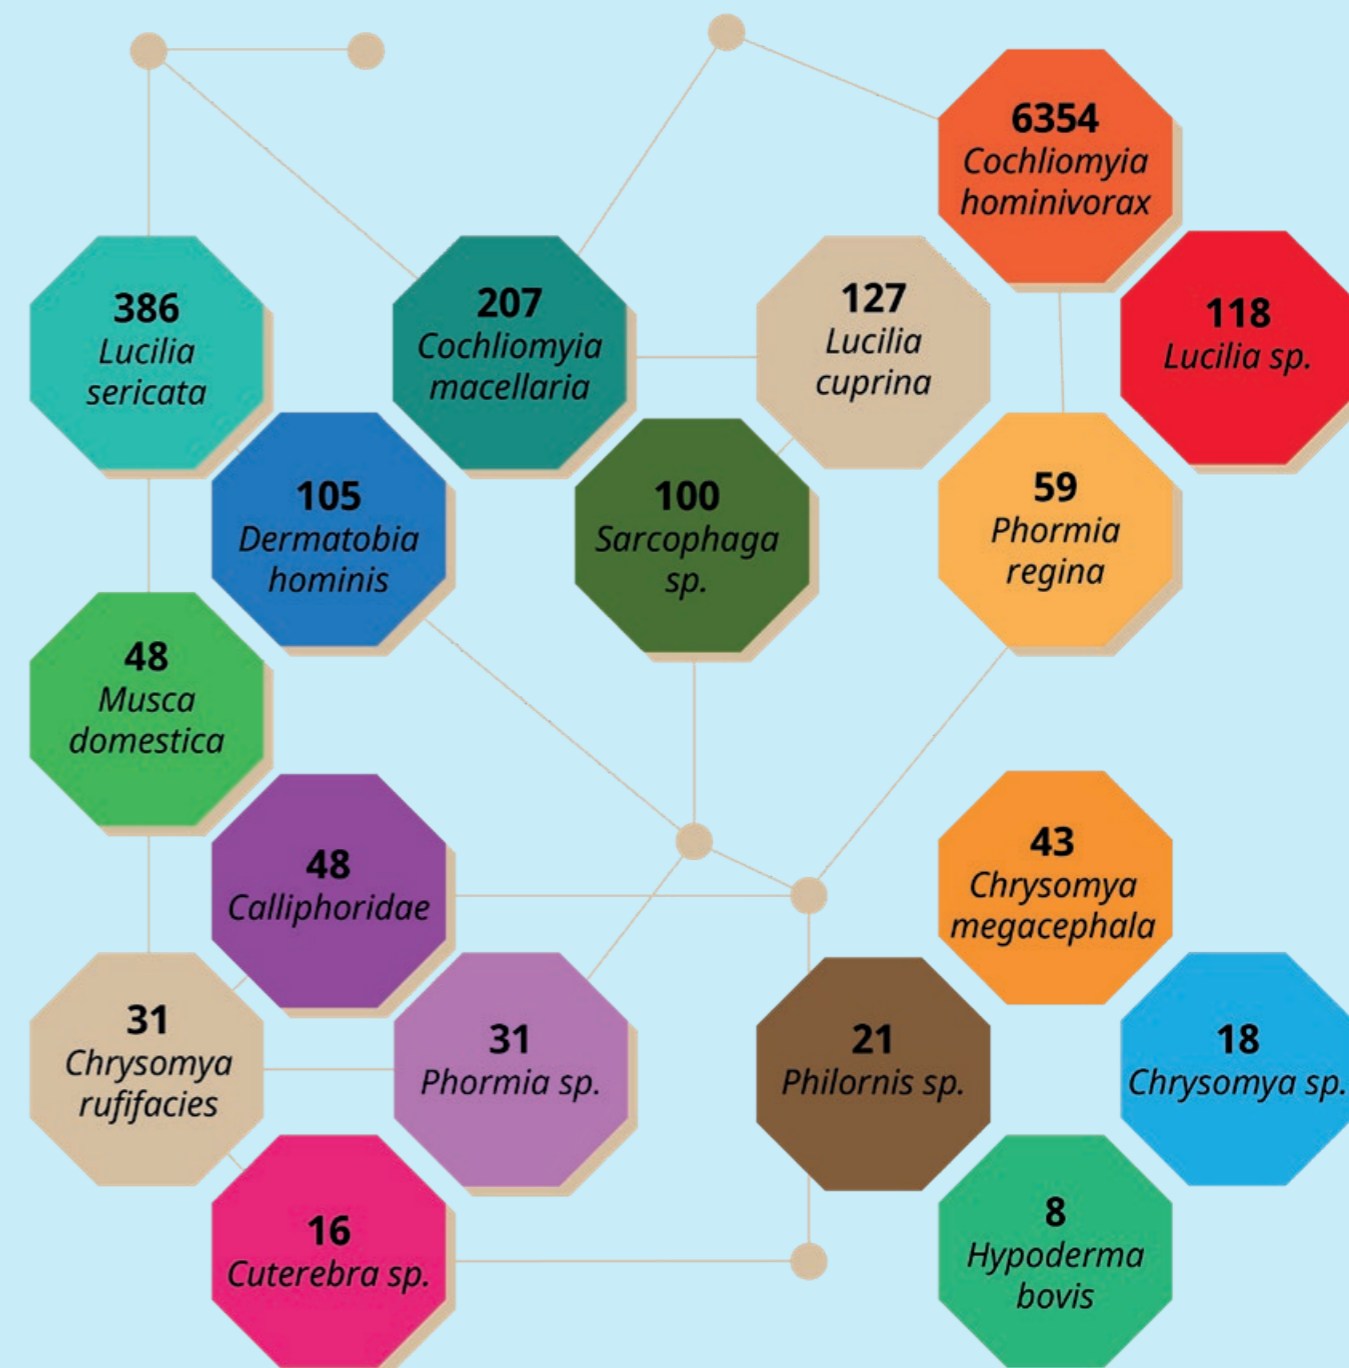 6354
Cochliomyia
hominivorax
386
Lucilia
sericata
207
Cochliomyia
macellaria
127
Lucilia
cuprina
118
Lucilia sp.
105
Dermatobia
hominis
100
Sarcophaga
sp.
59
Phormia
regina
48
Musca
domestica
48
Calliphoridae
43
Chrysomya
megacephala
31
Chrysomya
rufifacies
31
Phormia sp.
21
Philornis sp.
18
Chrysomya sp.
16
Cuterebra sp.
8
Hypoderma
bovis